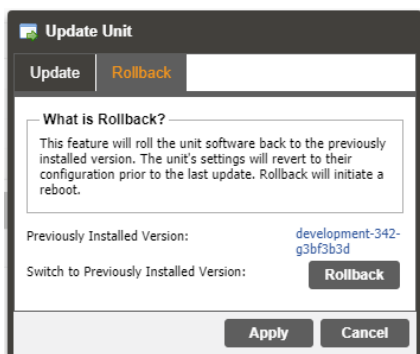 Update Unit
Update
Rollback
What is Rollback?
This feature will roll the unit software back to the previously
installed version. The unit's settings will revert to their
configuration prior to the last update. Rollback will initiate a
reboot.
Previously Installed Version:
development-342-
g3bf3b3d
Switch to Previously Installed Version:
Rollback
Apply
Cancel